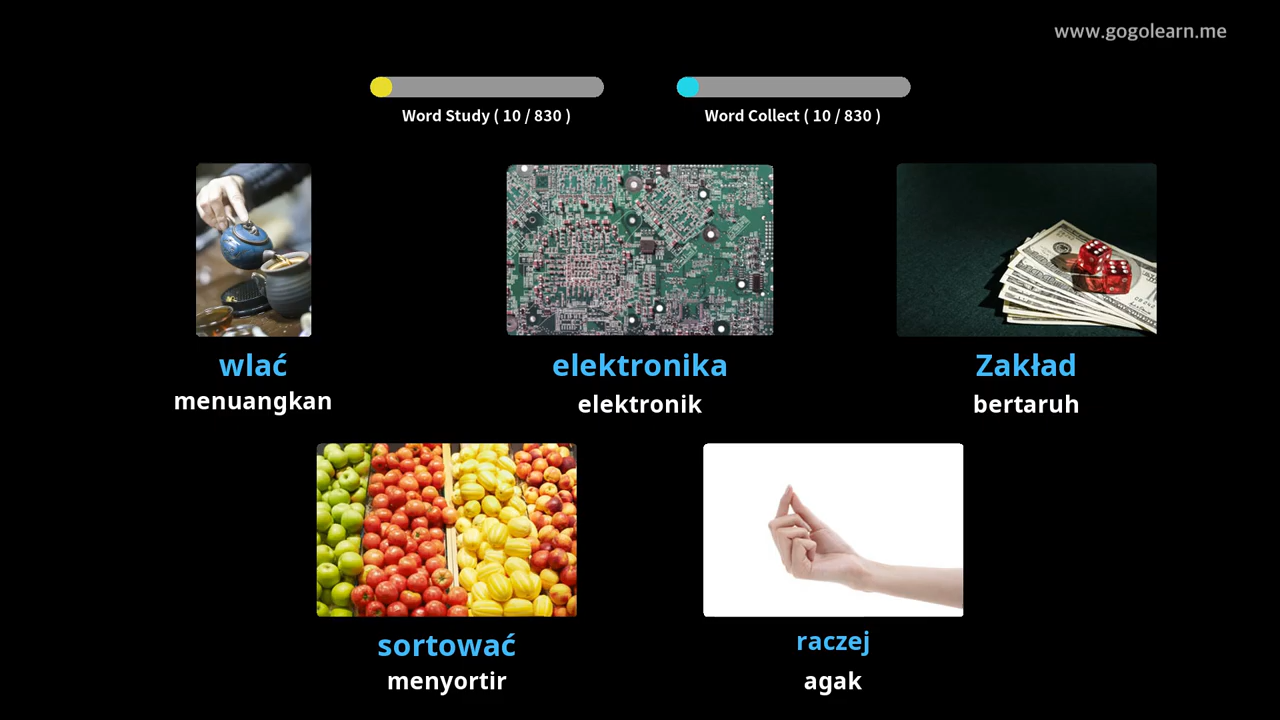 www.gogolearn.me
Word Study ( 10 / 830 )
Word Collect ( 10 / 830 )
wlać
menuangkan
elektronika
elektronik
Zakład
bertaruh
sortować
menyortir
raczej
agak